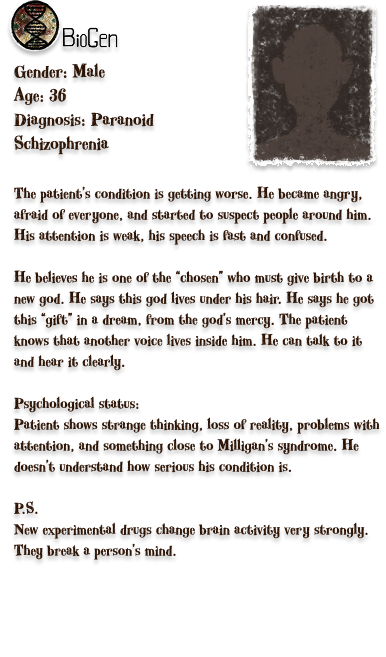 BioGen
Gender: Male
Age: 36
Diagnosis: Paranoid
Schizophrenia
The patient's condition is getting worse. He became angry,
afraid of everyone, and started to suspect people around him.
His attention is weak, his speech is fast and confused.
He believes he is one of the "chosen" who must give birth to a
new god. He says this god lives under his hair. He says he got
this "gift" in a dream, from the god's mercy. The patient
knows that another voice lives inside him. He can talk to it
and hear it clearly.
Psychological status:
Patient shows strange thinking, loss of reality, problems with
attention, and something close to Milligan's syndrome. He
doesn't understand how serious his condition is.
P.S.
New experimental drugs change brain activity very strongly.
They break a person's mind.